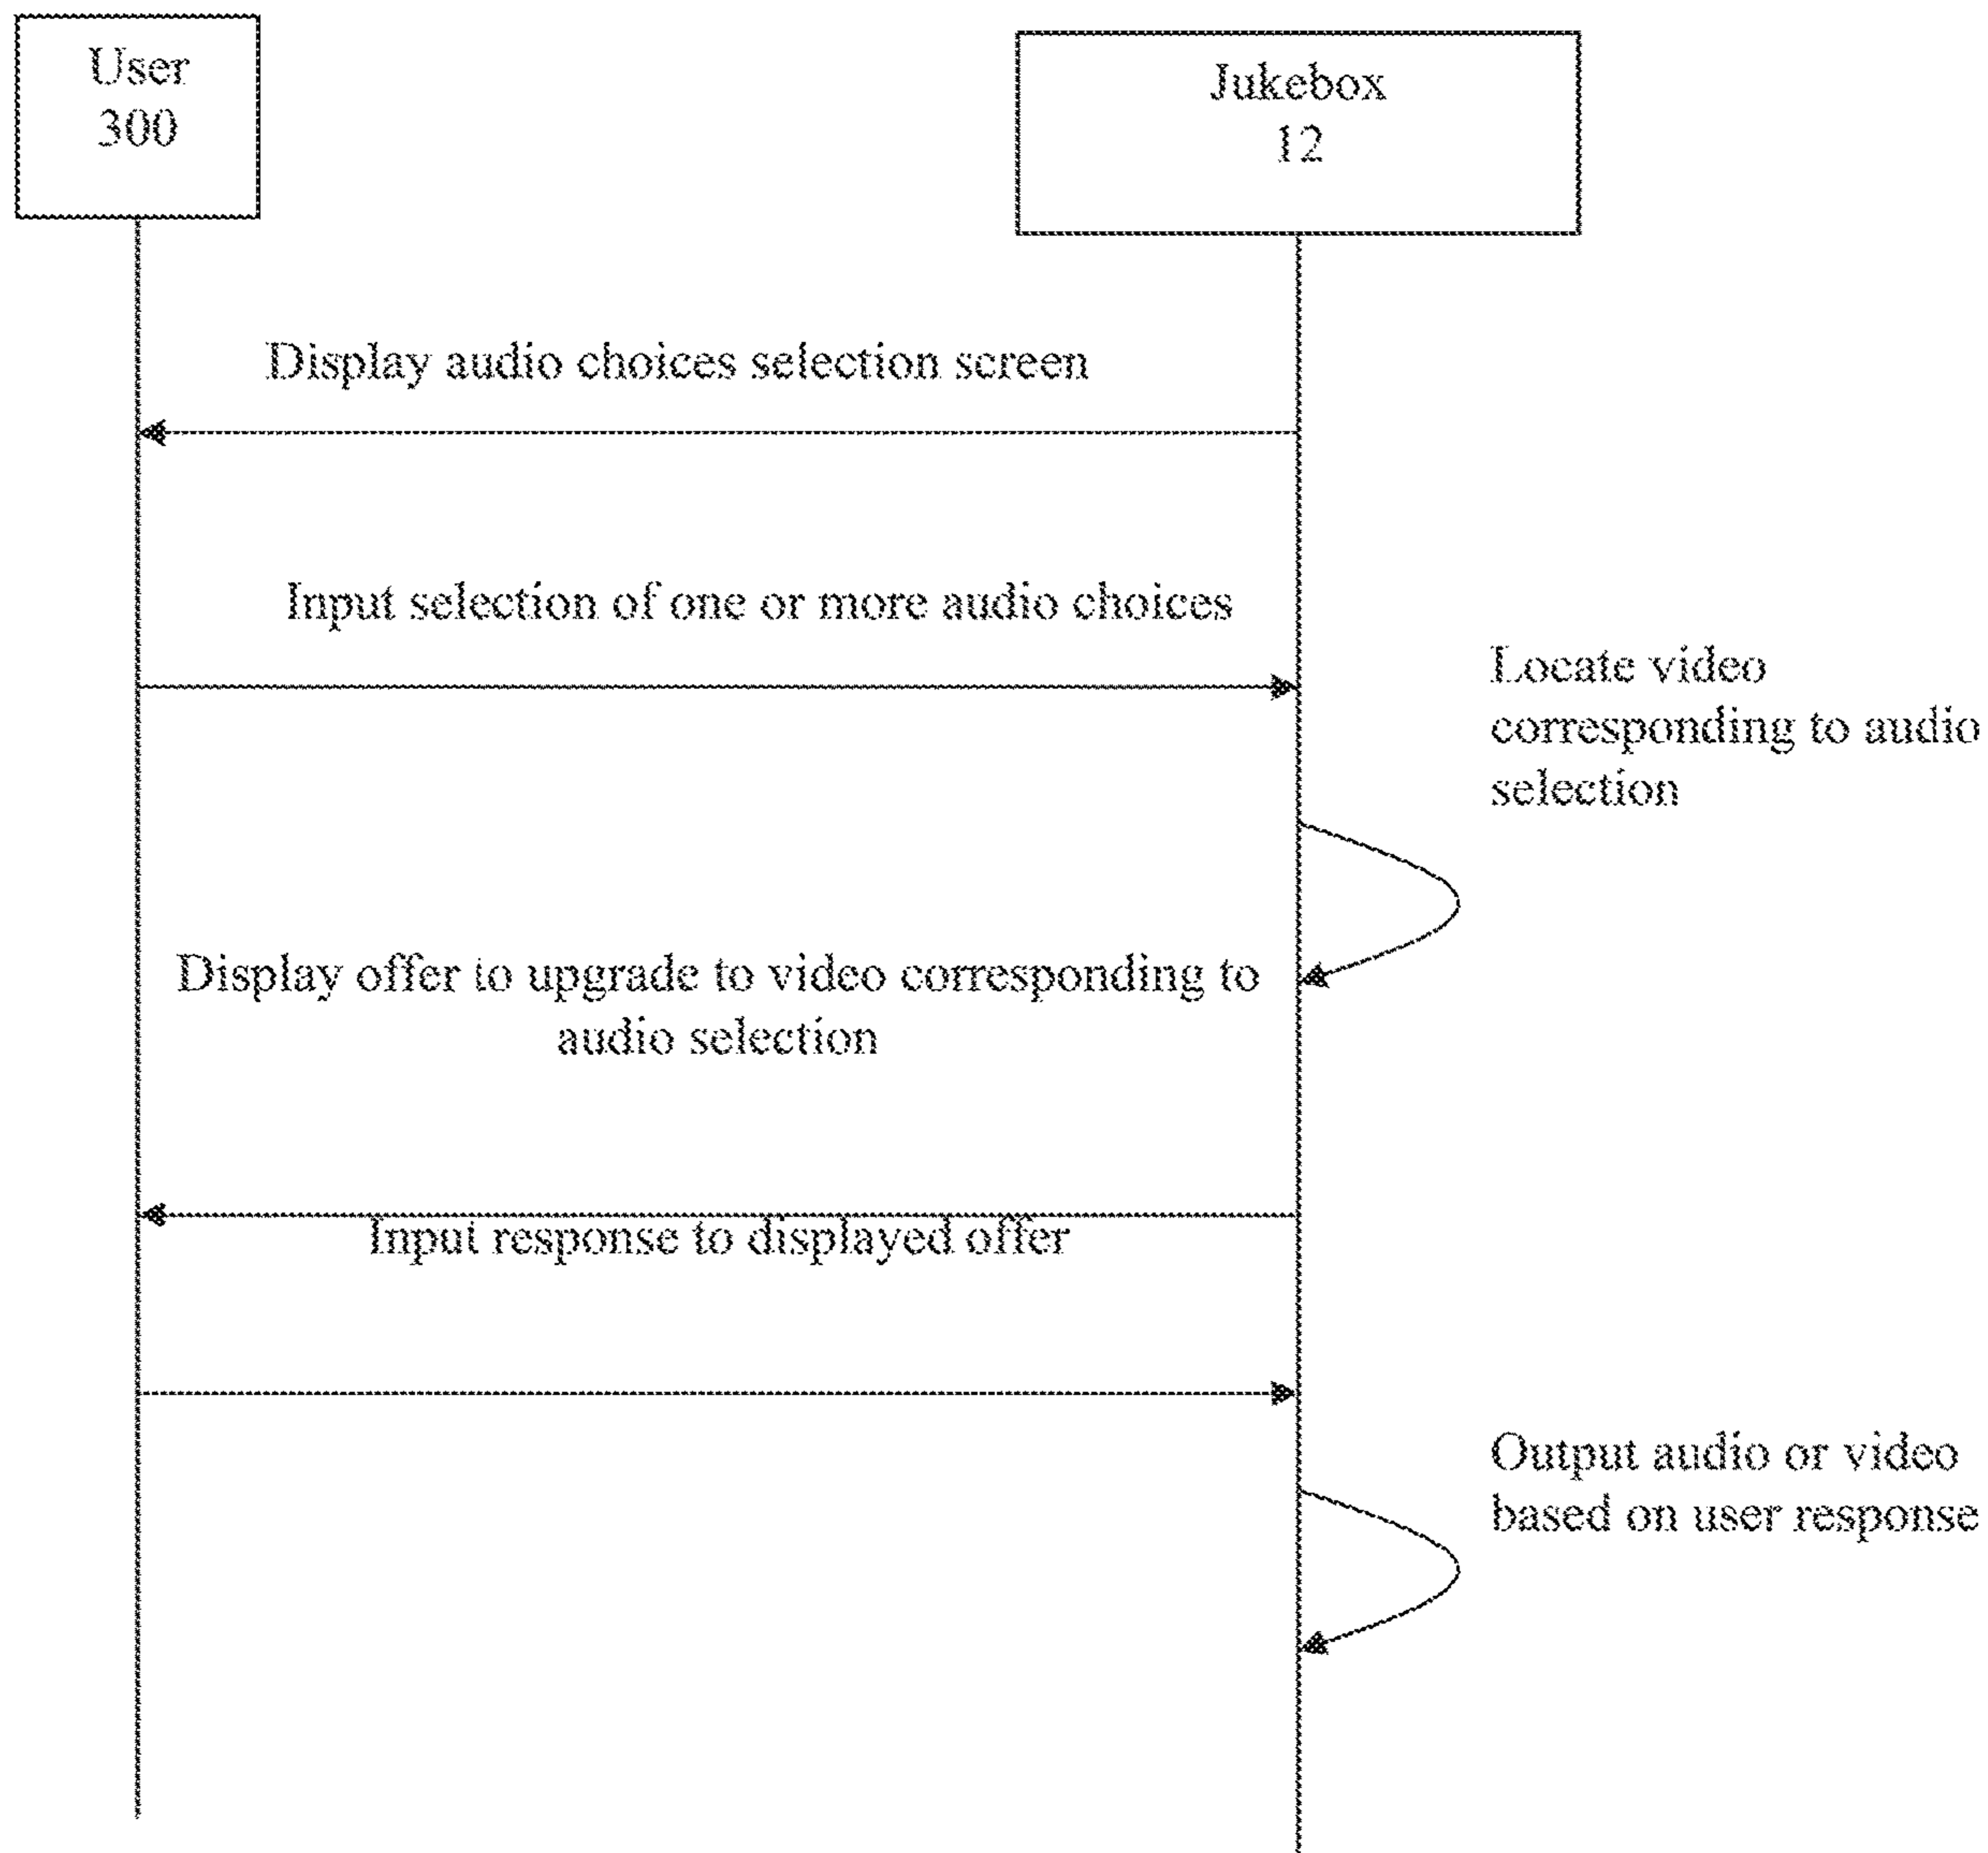 User
300
Jukebox
12
Display audio choices selection screen
Input selection of one or more audio choices
Locate video
corresponding to audio
selection
Display offer to upgrade to video corresponding to
audio selection
Input response to displayed offer
Output audio or video
based on user response